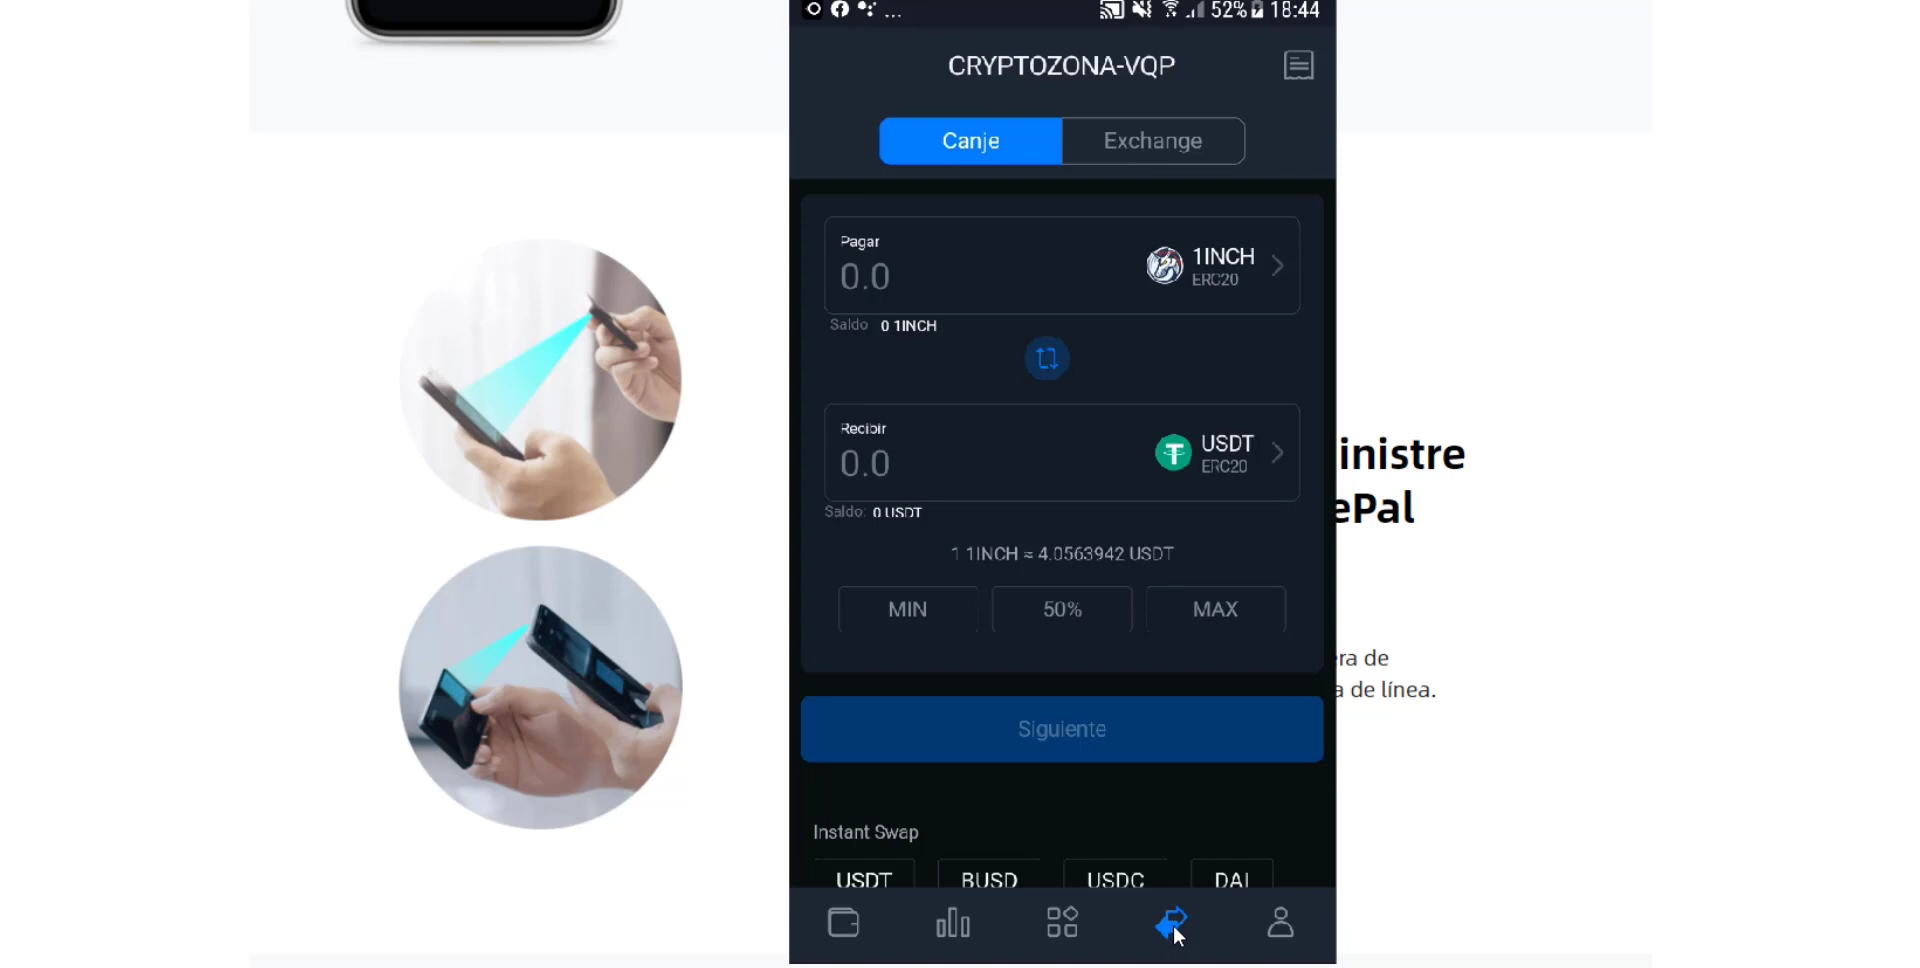 ... 52% 18:44
CRYPTOZONA-VQP
Canje Exchange
Pagar
0.0
1INCH
ERC20
Saldo 0 1INCH
Recibir
0.0
USDT
ERC20
Saldo: 0 USDT
1 1INCH ≈ 4.0563942 USDT
MIN 50% MAX
Siguiente
Instant Swap
USDT BUSD USDC DAI
inistre
ePal
ra de
a de línea.